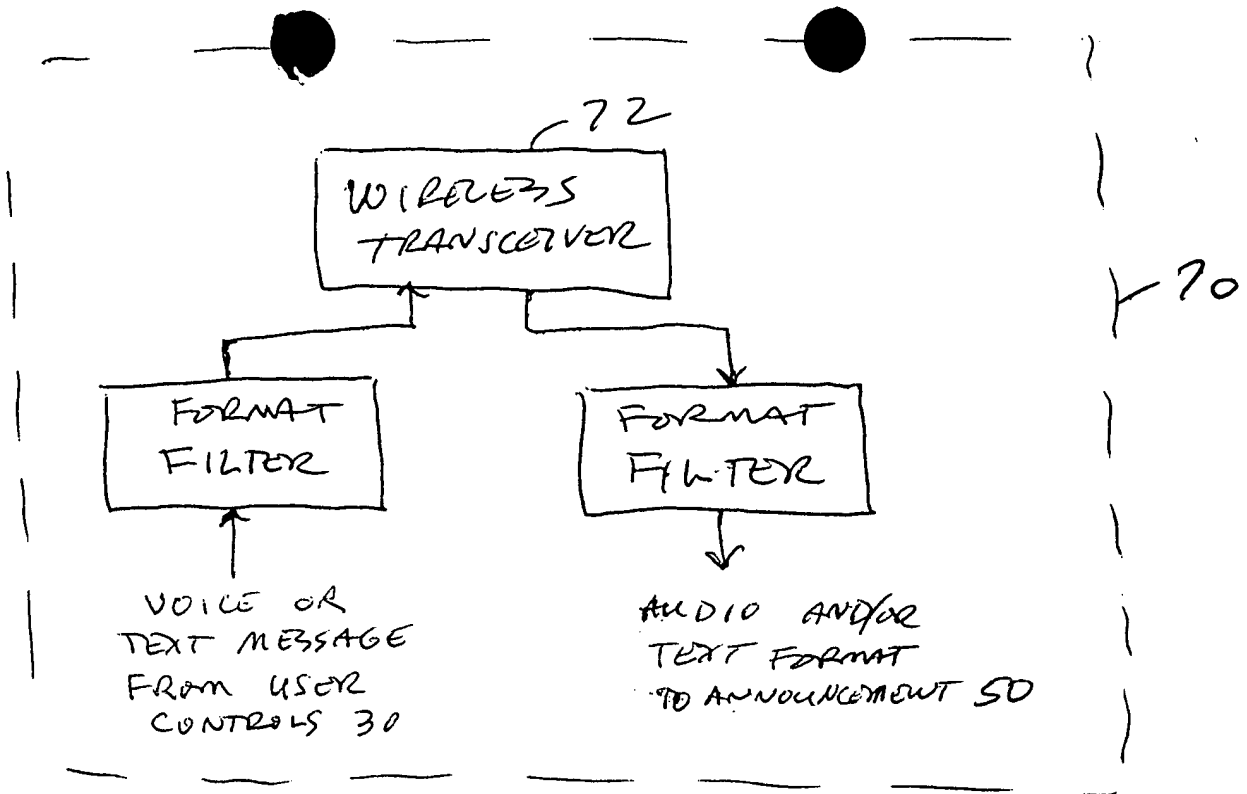 72
WIRELESS
TRANSCEIVER
70
FORMAT
FILTER
FORMAT
FILTER
VOICE OR
TEXT MESSAGE
FROM USER
CONTROLS 30
AUDIO AND/OR
TEXT FORMAT
TO ANNOUNCEMENT 50